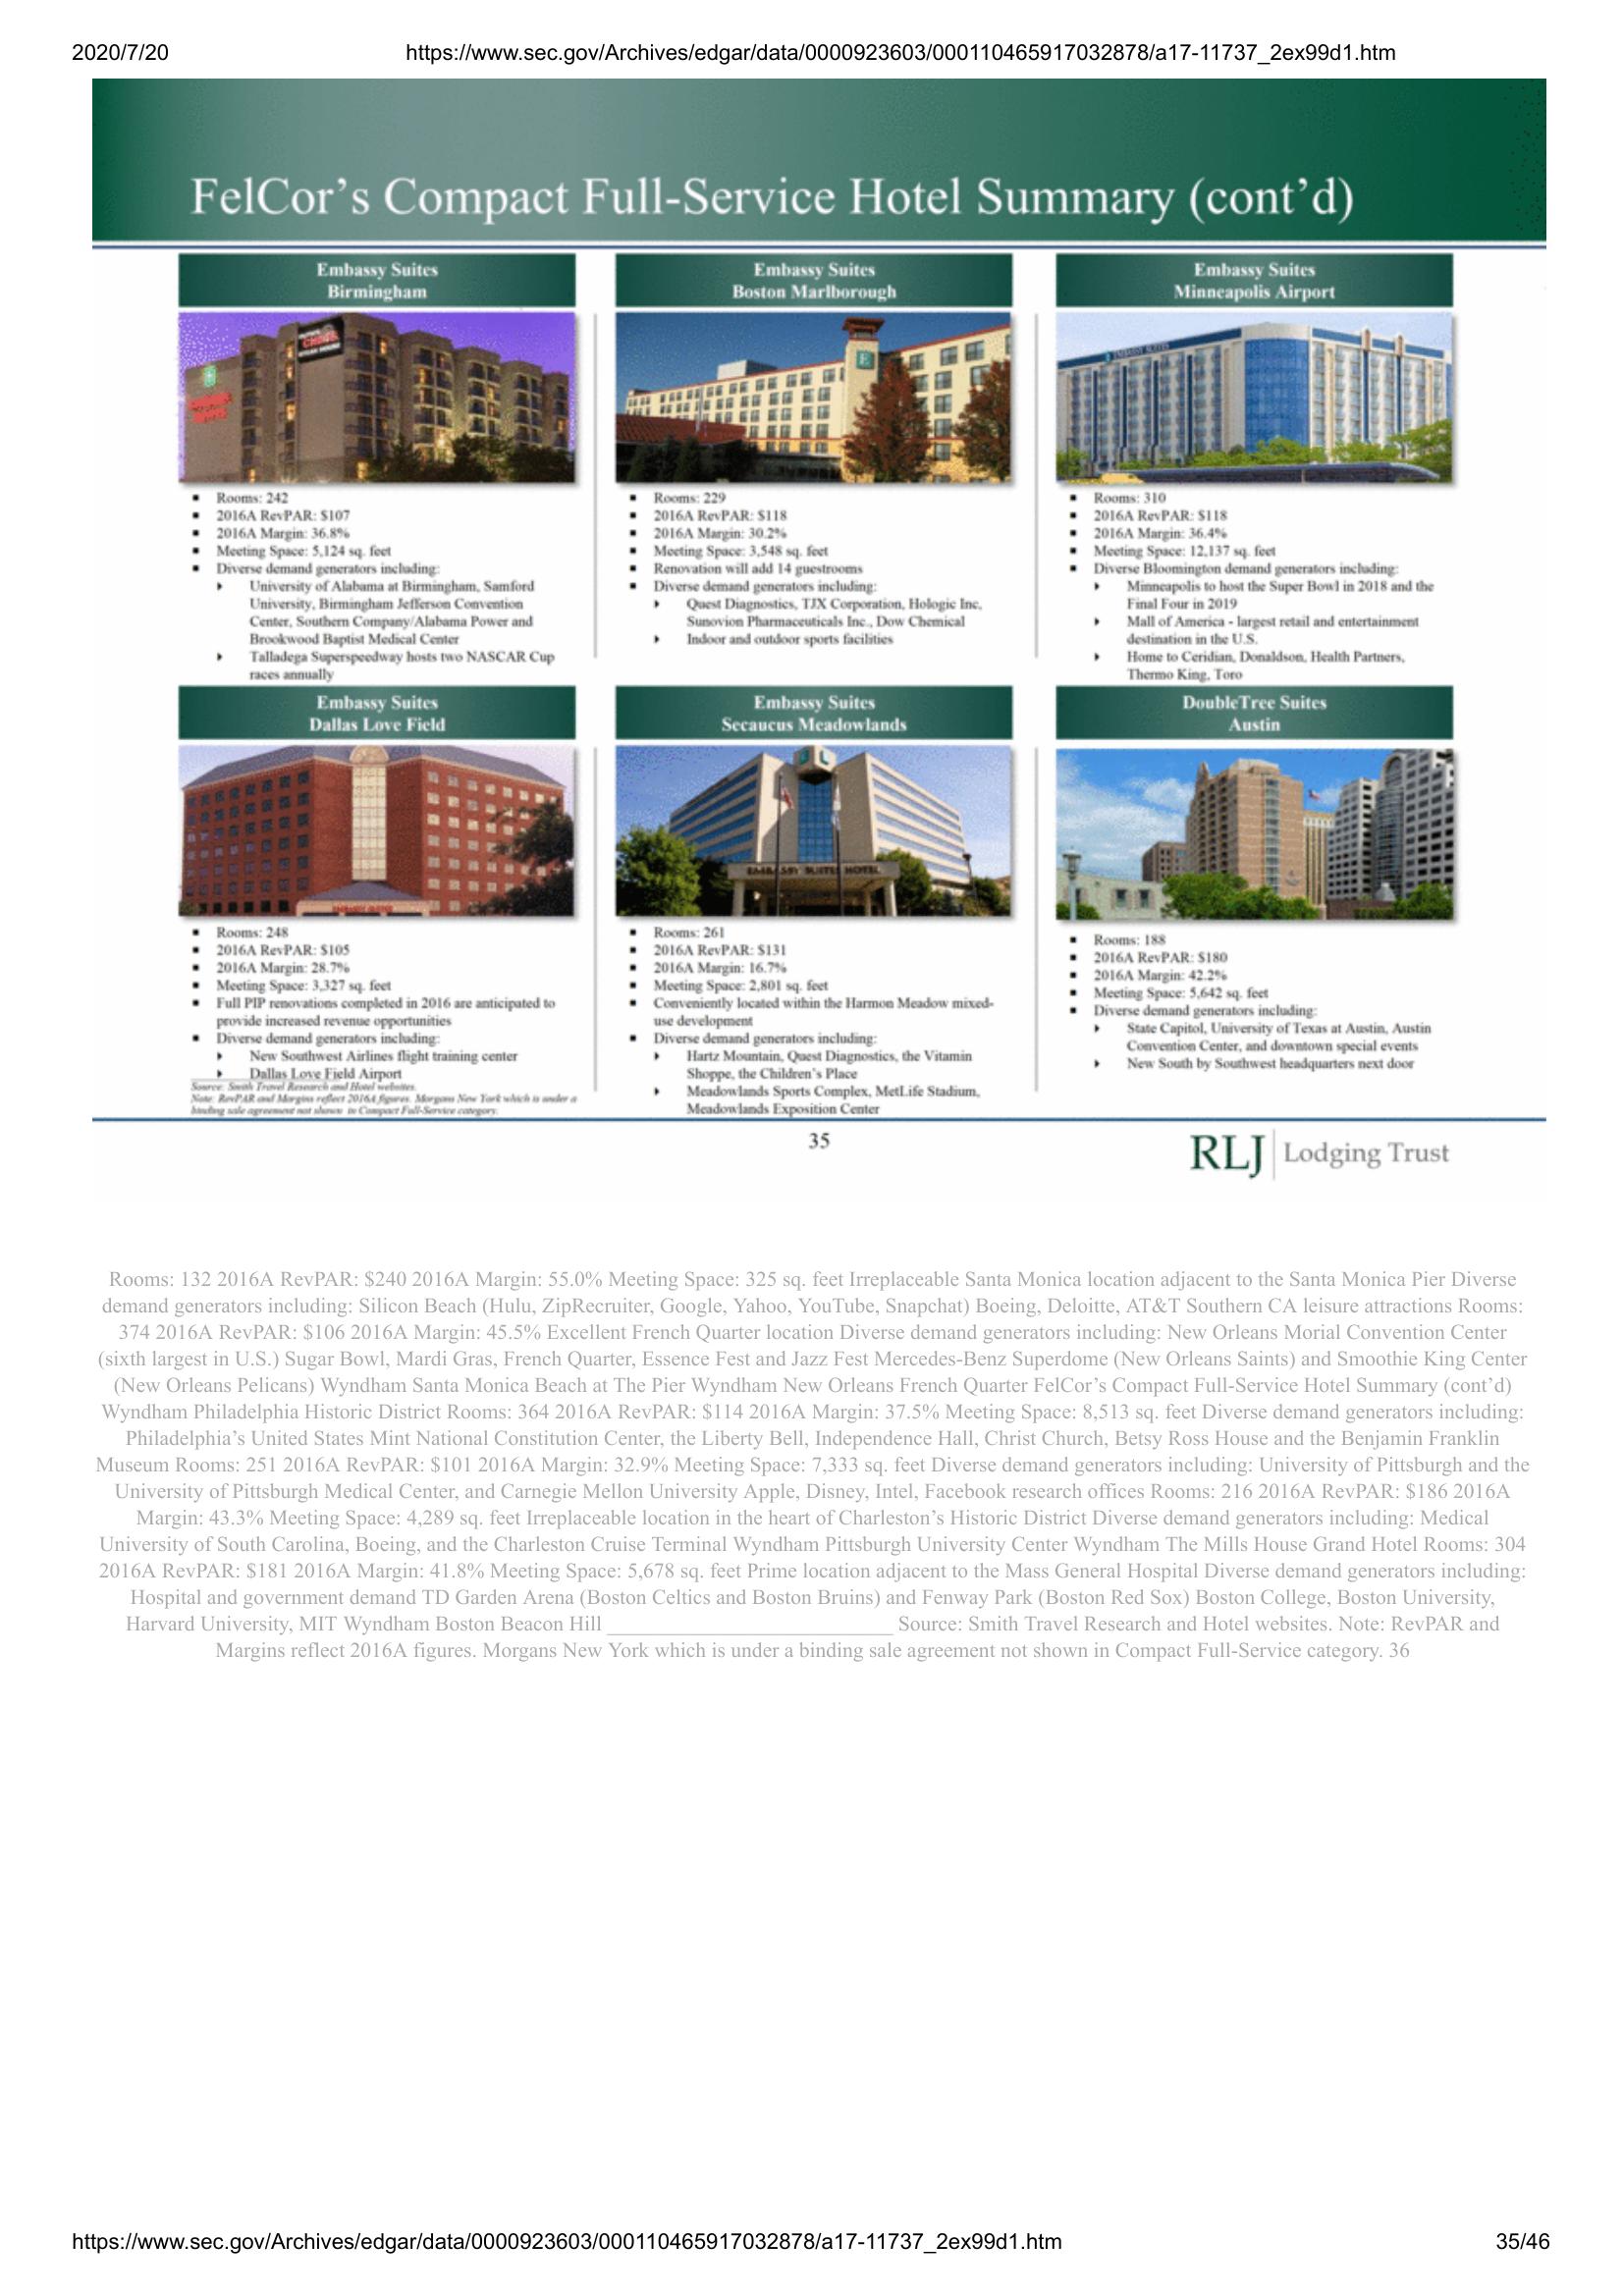 2020/7/20
https://www.sec.gov/Archives/edgar/data/0000923603/000110465917032878/a17-11737_2ex99d1.htm
FelCor’s Compact Full-Service Hotel Summary (cont’d)
Embassy Suites
Birmingham
▪ Rooms: 242
▪ 2016A RevPAR: $107
▪ 2016A Margin: 36.8%
▪ Meeting Space: 5,124 sq. feet
▪ Diverse demand generators including:
‣ University of Alabama at Birmingham, Samford
University, Birmingham Jefferson Convention
Center, Southern Company/Alabama Power and
Brookwood Baptist Medical Center
‣ Talladega Superspeedway hosts two NASCAR Cup
races annually
Embassy Suites
Boston Marlborough
▪ Rooms: 229
▪ 2016A RevPAR: $118
▪ 2016A Margin: 30.2%
▪ Meeting Space: 3,548 sq. feet
▪ Renovation will add 14 guestrooms
▪ Diverse demand generators including:
‣ Quest Diagnostics, TJX Corporation, Hologic Inc,
Sunovion Pharmaceuticals Inc., Dow Chemical
‣ Indoor and outdoor sports facilities
Embassy Suites
Minneapolis Airport
EMBASSY SUITES
▪ Rooms: 310
▪ 2016A RevPAR: $118
▪ 2016A Margin: 36.4%
▪ Meeting Space: 12,137 sq. feet
▪ Diverse Bloomington demand generators including:
‣ Minneapolis to host the Super Bowl in 2018 and the
Final Four in 2019
‣ Mall of America - largest retail and entertainment
destination in the U.S.
‣ Home to Ceridian, Donaldson, Health Partners,
Thermo King, Toro
Embassy Suites
Dallas Love Field
EMBASSY SUITES
▪ Rooms: 248
▪ 2016A RevPAR: $105
▪ 2016A Margin: 28.7%
▪ Meeting Space: 3,327 sq. feet
▪ Full PIP renovations completed in 2016 are anticipated to
provide increased revenue opportunities
▪ Diverse demand generators including:
‣ New Southwest Airlines flight training center
‣ Dallas Love Field Airport
Source: Smith Travel Research and Hotel websites.
Note: RevPAR and Margins reflect 2016A figures. Morgans New York which is under a
binding sale agreement not shown in Compact Full-Service category.
Embassy Suites
Secaucus Meadowlands
EMBASSY SUITES HOTEL
▪ Rooms: 261
▪ 2016A RevPAR: $131
▪ 2016A Margin: 16.7%
▪ Meeting Space: 2,801 sq. feet
▪ Conveniently located within the Harmon Meadow mixed-
use development
▪ Diverse demand generators including:
‣ Hartz Mountain, Quest Diagnostics, the Vitamin
Shoppe, the Children’s Place
‣ Meadowlands Sports Complex, MetLife Stadium,
Meadowlands Exposition Center
DoubleTree Suites
Austin
▪ Rooms: 188
▪ 2016A RevPAR: $180
▪ 2016A Margin: 42.2%
▪ Meeting Space: 5,642 sq. feet
▪ Diverse demand generators including:
‣ State Capitol, University of Texas at Austin, Austin
Convention Center, and downtown special events
‣ New South by Southwest headquarters next door
35
RLJ Lodging Trust
Rooms: 132 2016A RevPAR: $240 2016A Margin: 55.0% Meeting Space: 325 sq. feet Irreplaceable Santa Monica location adjacent to the Santa Monica Pier Diverse
demand generators including: Silicon Beach (Hulu, ZipRecruiter, Google, Yahoo, YouTube, Snapchat) Boeing, Deloitte, AT&T Southern CA leisure attractions Rooms:
374 2016A RevPAR: $106 2016A Margin: 45.5% Excellent French Quarter location Diverse demand generators including: New Orleans Morial Convention Center
(sixth largest in U.S.) Sugar Bowl, Mardi Gras, French Quarter, Essence Fest and Jazz Fest Mercedes-Benz Superdome (New Orleans Saints) and Smoothie King Center
(New Orleans Pelicans) Wyndham Santa Monica Beach at The Pier Wyndham New Orleans French Quarter FelCor’s Compact Full-Service Hotel Summary (cont’d)
Wyndham Philadelphia Historic District Rooms: 364 2016A RevPAR: $114 2016A Margin: 37.5% Meeting Space: 8,513 sq. feet Diverse demand generators including:
Philadelphia’s United States Mint National Constitution Center, the Liberty Bell, Independence Hall, Christ Church, Betsy Ross House and the Benjamin Franklin
Museum Rooms: 251 2016A RevPAR: $101 2016A Margin: 32.9% Meeting Space: 7,333 sq. feet Diverse demand generators including: University of Pittsburgh and the
University of Pittsburgh Medical Center, and Carnegie Mellon University Apple, Disney, Intel, Facebook research offices Rooms: 216 2016A RevPAR: $186 2016A
Margin: 43.3% Meeting Space: 4,289 sq. feet Irreplaceable location in the heart of Charleston’s Historic District Diverse demand generators including: Medical
University of South Carolina, Boeing, and the Charleston Cruise Terminal Wyndham Pittsburgh University Center Wyndham The Mills House Grand Hotel Rooms: 304
2016A RevPAR: $181 2016A Margin: 41.8% Meeting Space: 5,678 sq. feet Prime location adjacent to the Mass General Hospital Diverse demand generators including:
Hospital and government demand TD Garden Arena (Boston Celtics and Boston Bruins) and Fenway Park (Boston Red Sox) Boston College, Boston University,
Harvard University, MIT Wyndham Boston Beacon Hill ___________________________ Source: Smith Travel Research and Hotel websites. Note: RevPAR and
Margins reflect 2016A figures. Morgans New York which is under a binding sale agreement not shown in Compact Full-Service category. 36
https://www.sec.gov/Archives/edgar/data/0000923603/000110465917032878/a17-11737_2ex99d1.htm
35/46